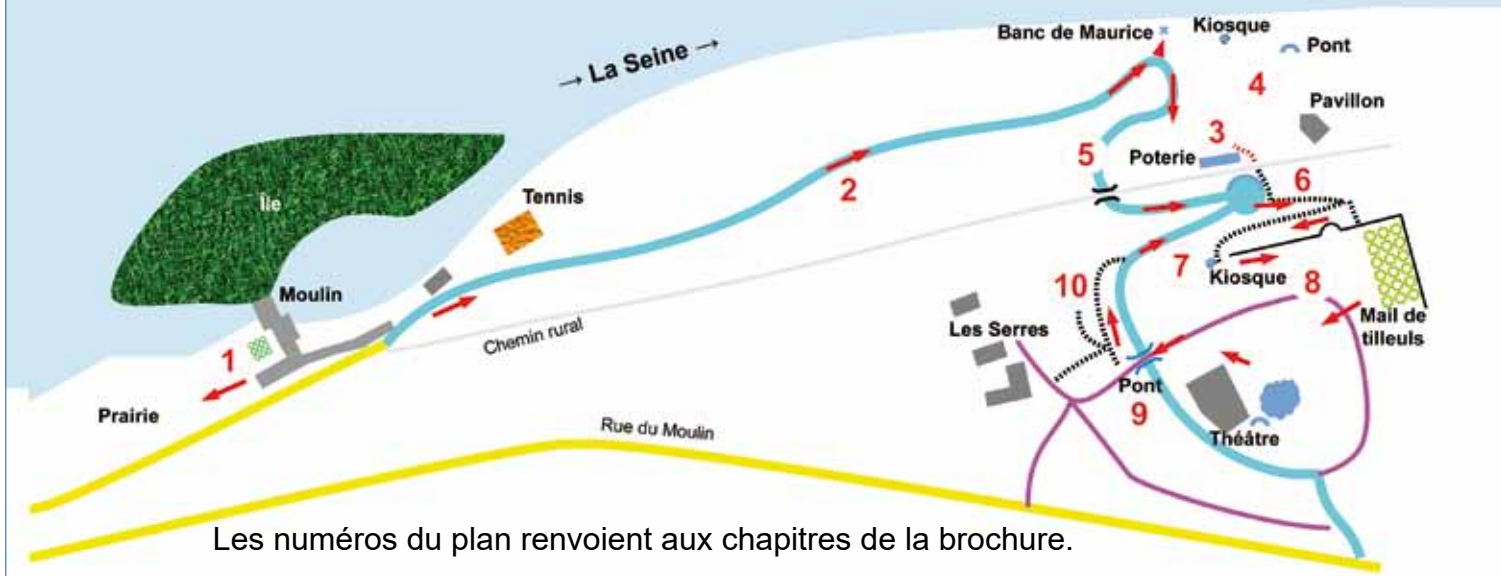 → La Seine →
Banc de Maurice
Kiosque
Pont
4
Pavillon
Île
Tennis
2
5
Poterie
3
6
Moulin
1
Prairie
Chemin rural
7
Kiosque
8
10
Les Serres
Mail de
tilleuls
Pont
9
Théâtre
Rue du Moulin
Les numéros du plan renvoient aux chapitres de la brochure.